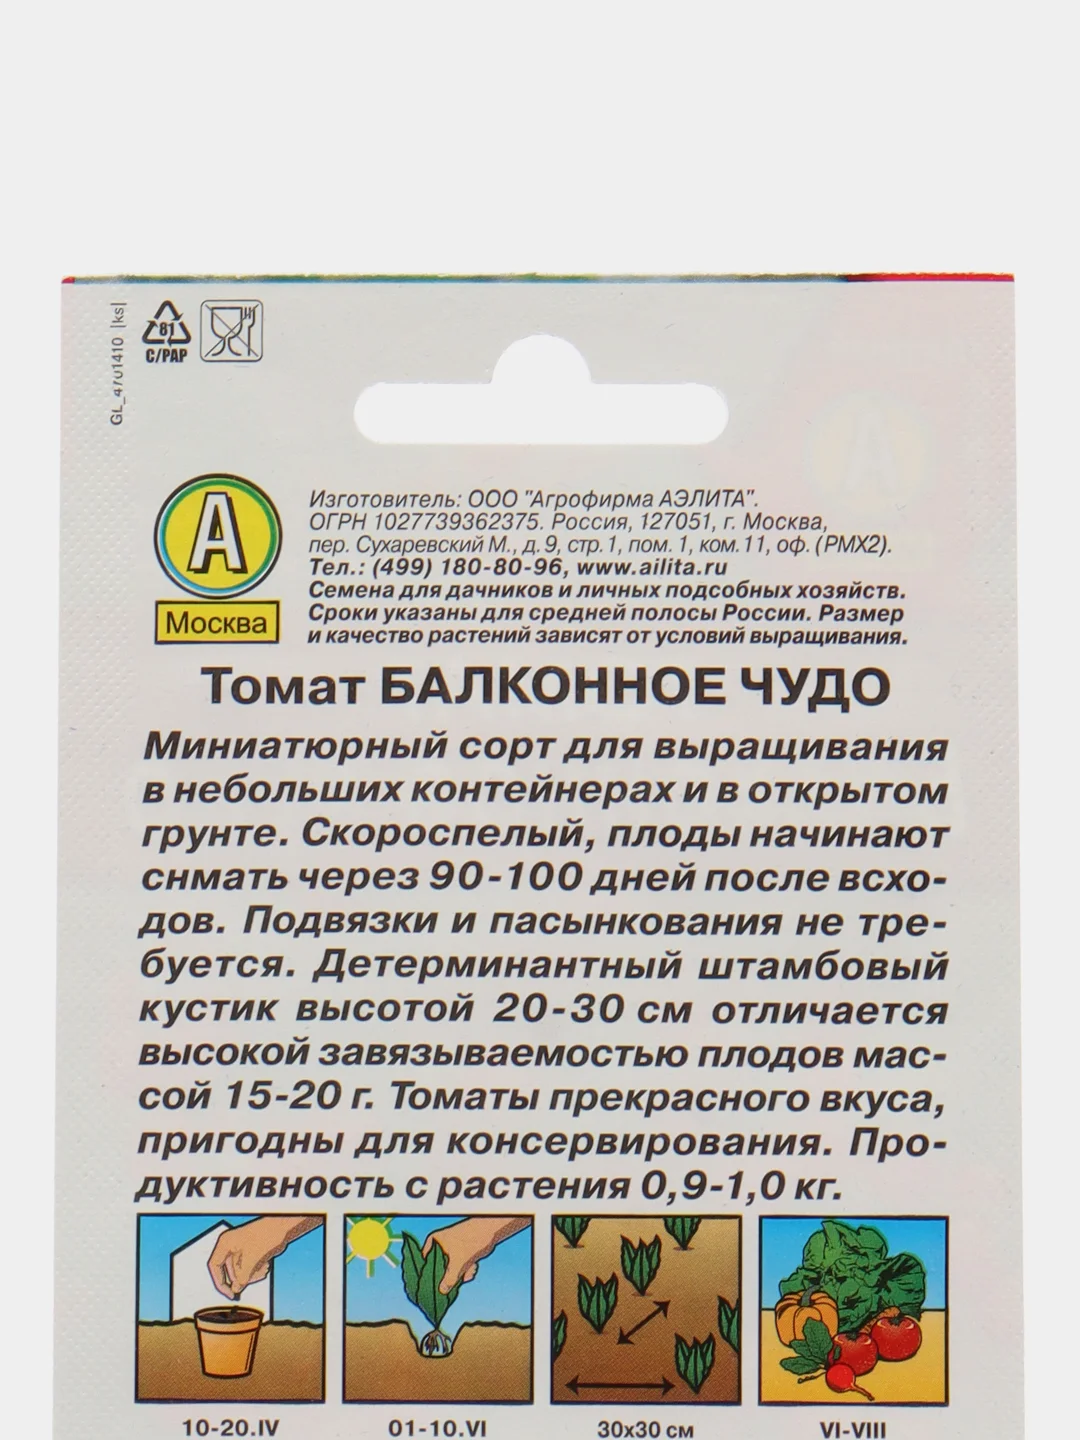 GL_4701410 [ks]
81
C/PAP
А
Москва
Изготовитель: ООО "Агрофирма АЭЛИТА".
ОГРН 1027739362375. Россия, 127051, г. Москва,
пер. Сухаревский М., д. 9, стр. 1, пом. 1, ком. 11, оф. (РМХ2).
Тел.: (499) 180-80-96, www.ailita.ru
Семена для дачников и личных подсобных хозяйств.
Сроки указаны для средней полосы России. Размер
и качество растений зависят от условий выращивания.
Томат БАЛКОННОЕ ЧУДО
Миниатюрный сорт для выращивания
в небольших контейнерах и в открытом
грунте. Скороспелый, плоды начинают
снмать через 90-100 дней после всхо-
дов. Подвязки и пасынкования не тре-
буется. Детерминантный штамбовый
кустик высотой 20-30 см отличается
высокой завязываемостью плодов мас-
сой 15-20 г. Томаты прекрасного вкуса,
пригодны для консервирования. Про-
дуктивность с растения 0,9-1,0 кг.
10-20.IV
01-10.VI
30х30 см
VI-VIII